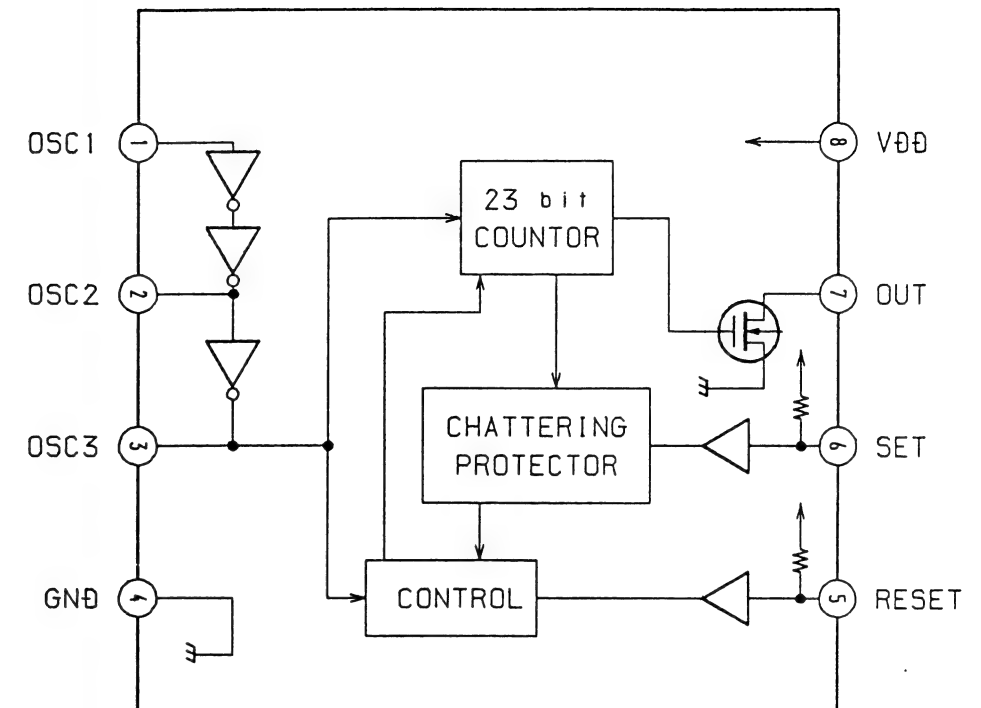 OSC1 1
8 VDD
23 bit
COUNTOR
OSC2 2
7 OUT
CHATTERING
PROTECTOR
OSC3 3
6 SET
GND 4
CONTROL
5 RESET